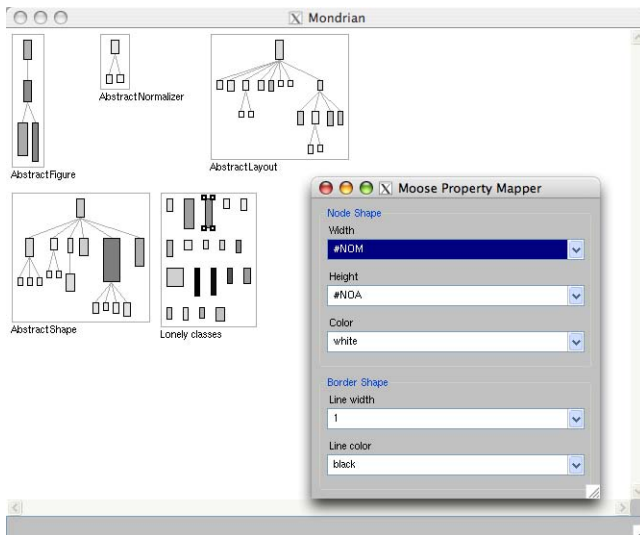 Mondrian
AbstractNormalizer
AbstractFigure
AbstractLayout
AbstractShape
Lonely classes
Moose Property Mapper
Node Shape
Width
#NOM
Height
#NOA
Color
white
Border Shape
Line width
1
Line color
black